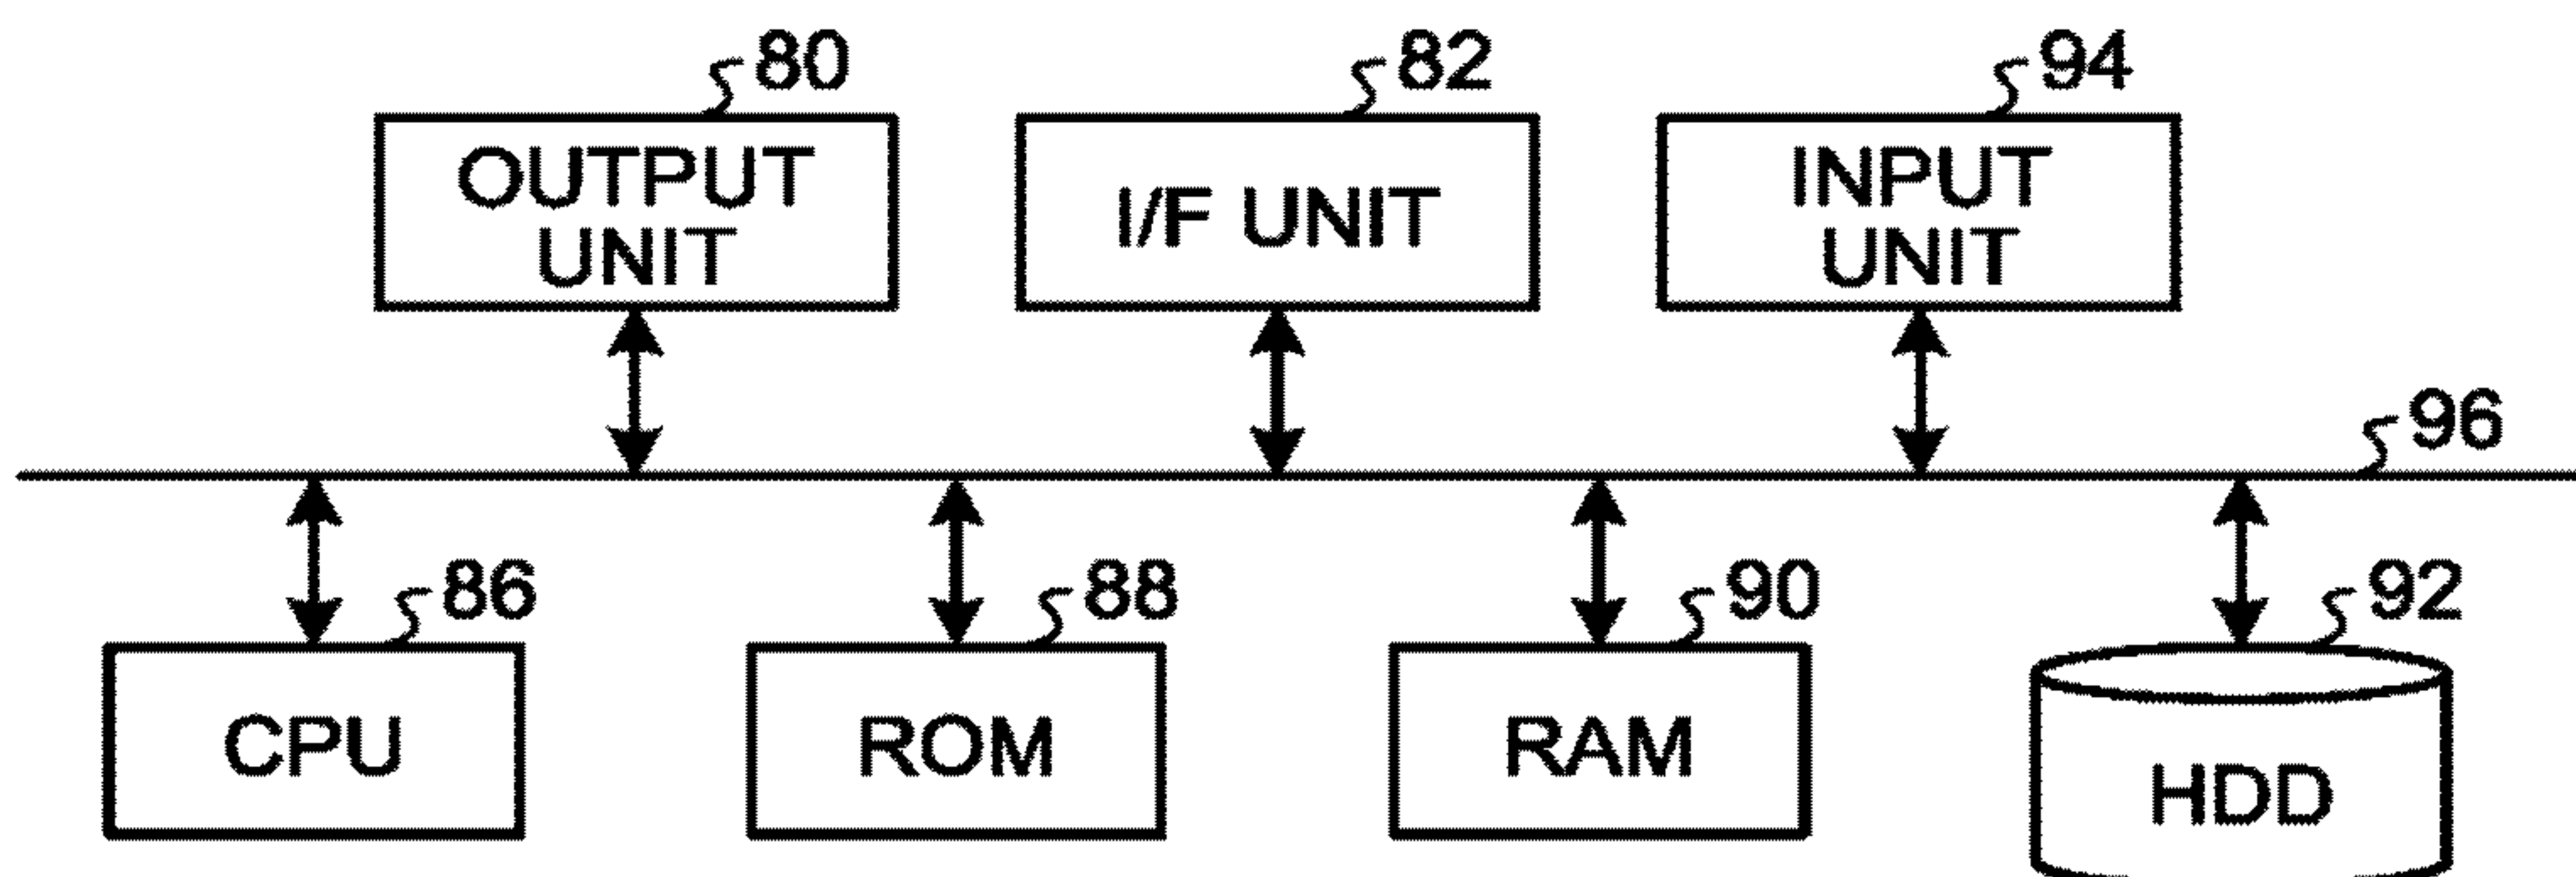 80
82
94
OUTPUT
UNIT
I/F UNIT
INPUT
UNIT
96
86
88
90
92
CPU
ROM
RAM
HDD